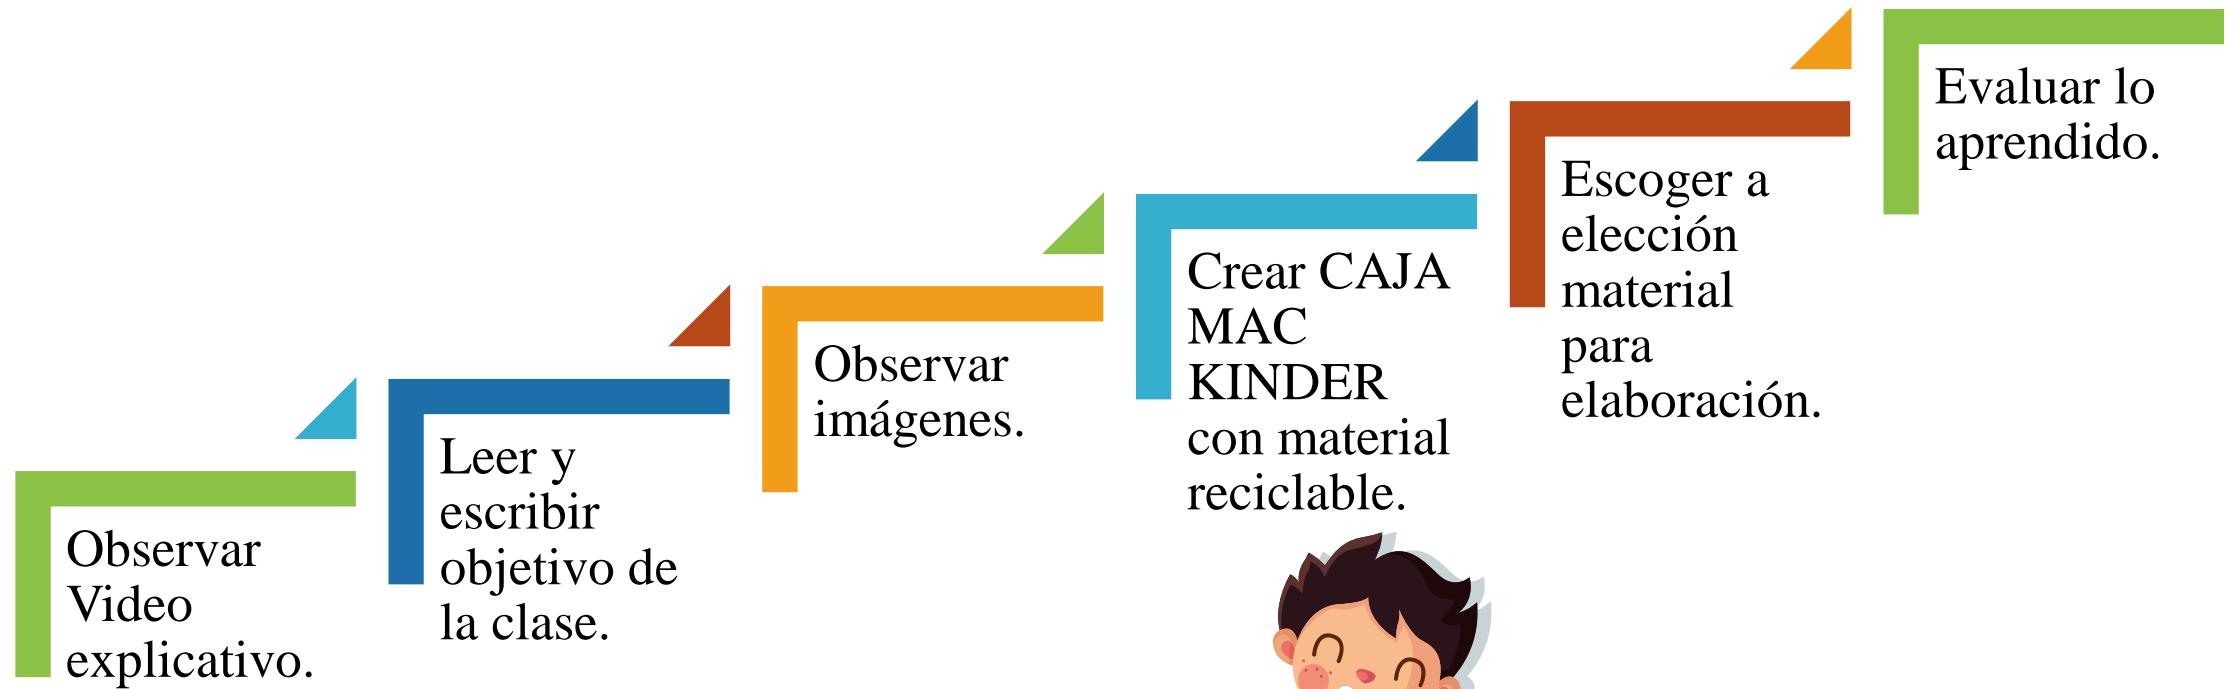 Observar
Video
explicativo.
Leer y
escribir
objetivo de
la clase.
Observar
imágenes.
Crear CAJA
MAC
KINDER
con material
reciclable.
Escoger a
elección
material
para
elaboración.
Evaluar lo
aprendido.